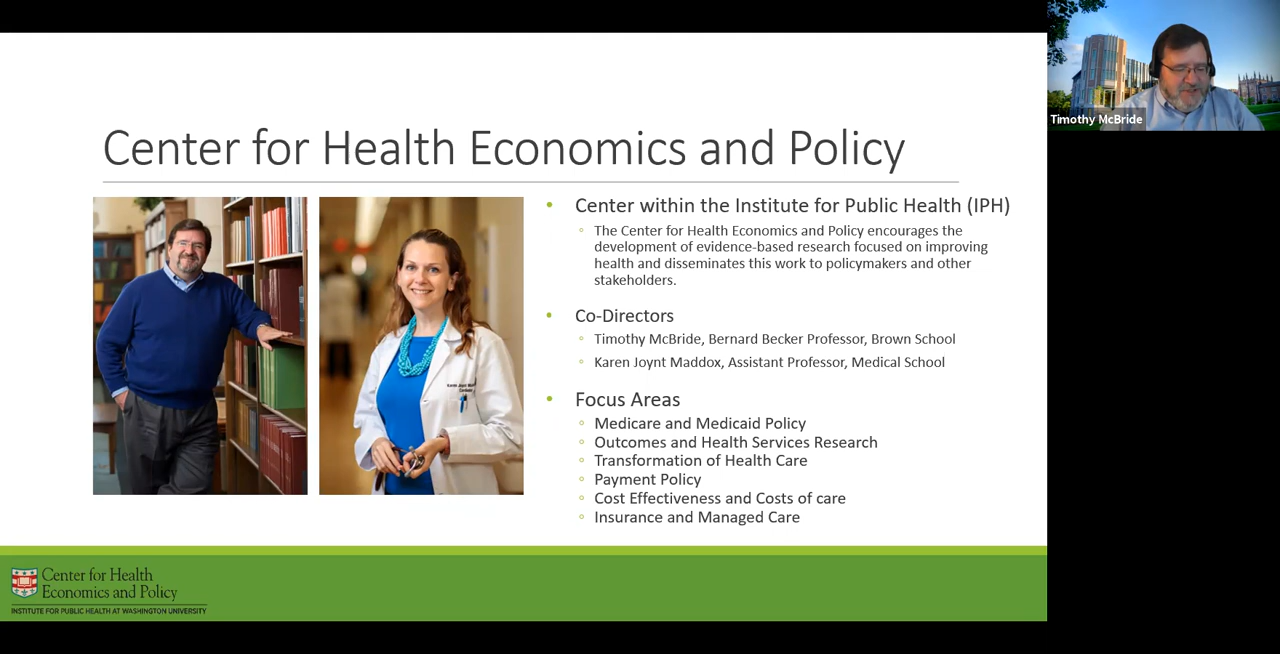 Timothy McBride
Center for Health Economics and Policy
Center within the Institute for Public Health (IPH)
The Center for Health Economics and Policy encourages the
development of evidence-based research focused on improving
health and disseminates this work to policymakers and other
stakeholders.
Co-Directors
Timothy McBride, Bernard Becker Professor, Brown School
Karen Joynt Maddox, Assistant Professor, Medical School
Focus Areas
Medicare and Medicaid Policy
Outcomes and Health Services Research
Transformation of Health Care
Payment Policy
Cost Effectiveness and Costs of care
Insurance and Managed Care
Center for Health
Economics and Policy
INSTITUTE FOR PUBLIC HEALTH AT WASHINGTON UNIVERSITY